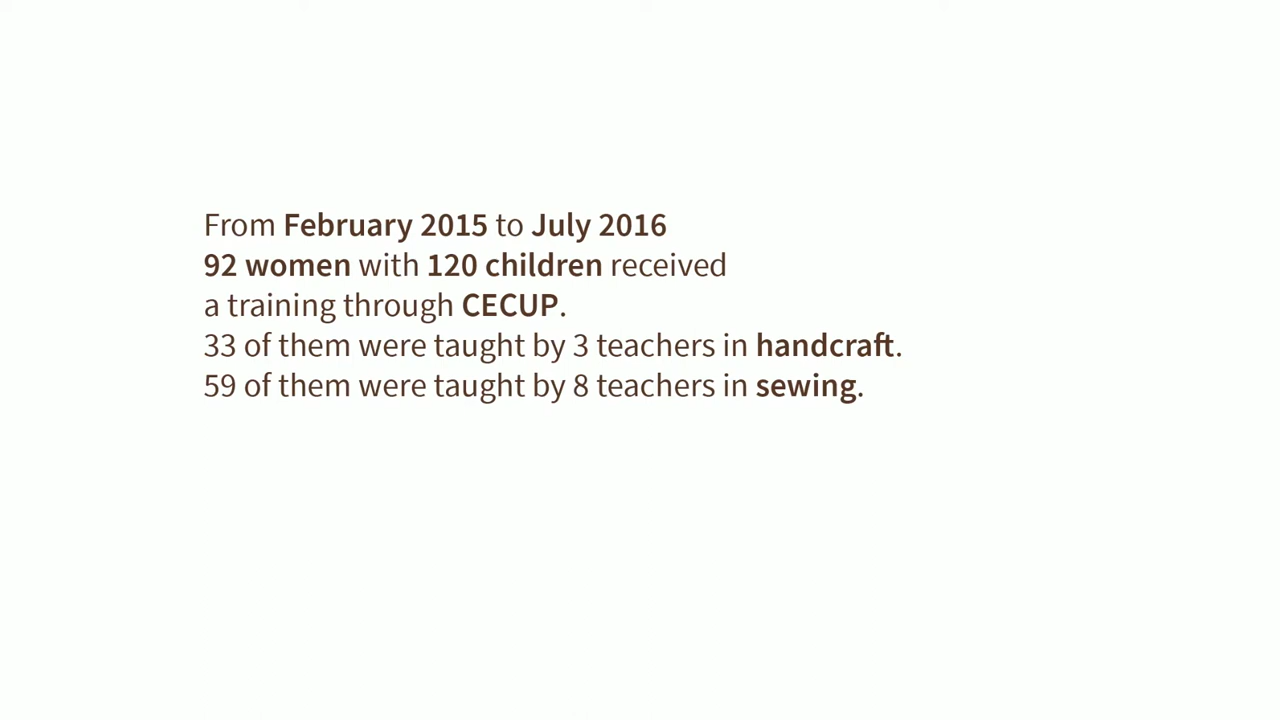 From February 2015 to July 2016
92 women with 120 children received
a training through CECUP.
33 of them were taught by 3 teachers in handcraft.
59 of them were taught by 8 teachers in sewing.